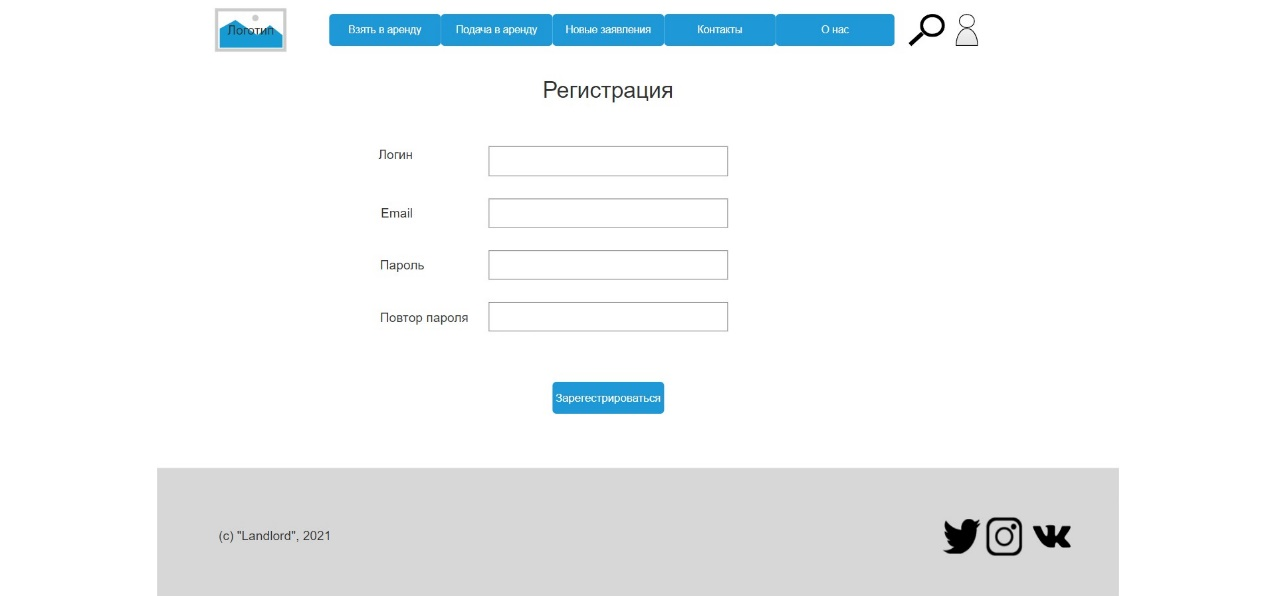 Логотип
Взять в аренду
Подача в аренду
Новые заявления
Контакты
О нас
Регистрация
Логин
Email
Пароль
Повтор пароля
Зарегестрироваться
(c) "Landlord", 2021